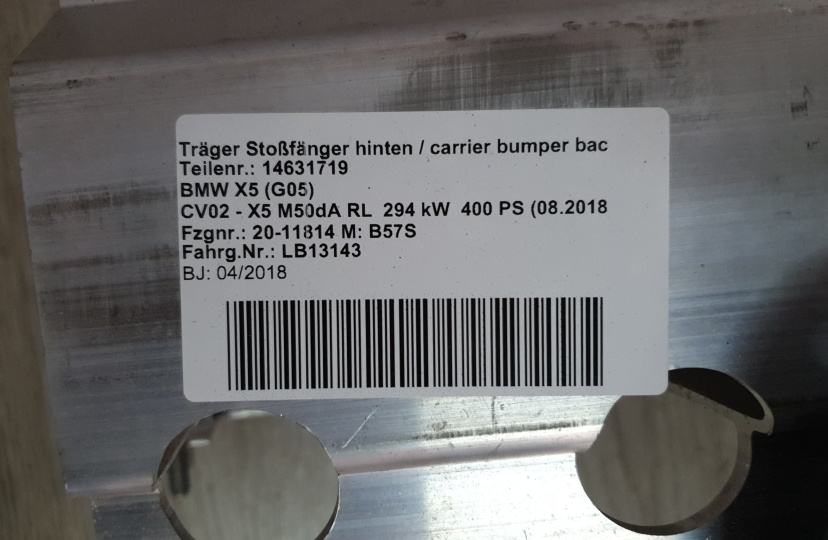 Träger Stoßfänger hinten / carrier bumper bac
Teilenr.: 14631719
BMW X5 (G05)
CV02 - X5 M50dA RL 294 kW 400 PS (08.2018
Fzgnr.: 20-11814 M: B57S
Fahrg.Nr.: LB13143
BJ: 04/2018